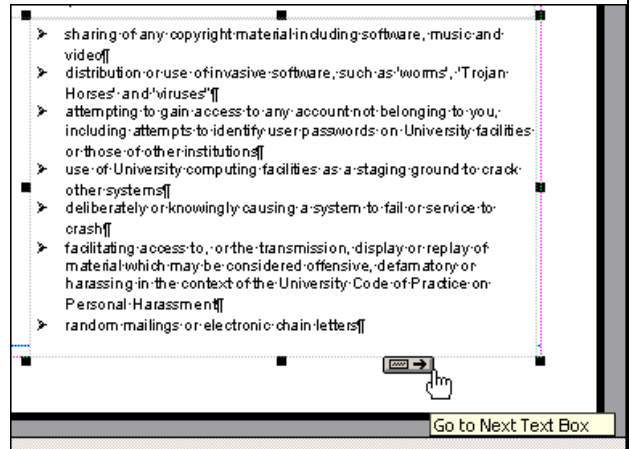 ➢ sharing·of·any·copyright·material·including·software,·music·and·
video¶
➢ distribution·or·use·of·invasive·software,·such·as·'worms',·'Trojan·
Horses'·and·'viruses'¶
➢ attempting·to·gain·access·to·any·account·not·belonging·to·you,·
including·attempts·to·identify·user·passwords·on·University·facilities·
or·those·of·other·institutions¶
➢ use·of·University·computing·facilities·as·a·staging·ground·to·crack·
other·systems¶
➢ deliberately·or·knowingly·causing·a·system·to·fail·or·service·to·
crash¶
➢ facilitating·access·to,·or·the·transmission,·display·or·replay·of·
material·which·may·be·considered·offensive,·defamatory·or·
harassing·in·the·context·of·the·University·Code·of·Practice·on·
Personal·Harassment¶
➢ random·mailings·or·electronic·chain·letters¶
Go to Next Text Box